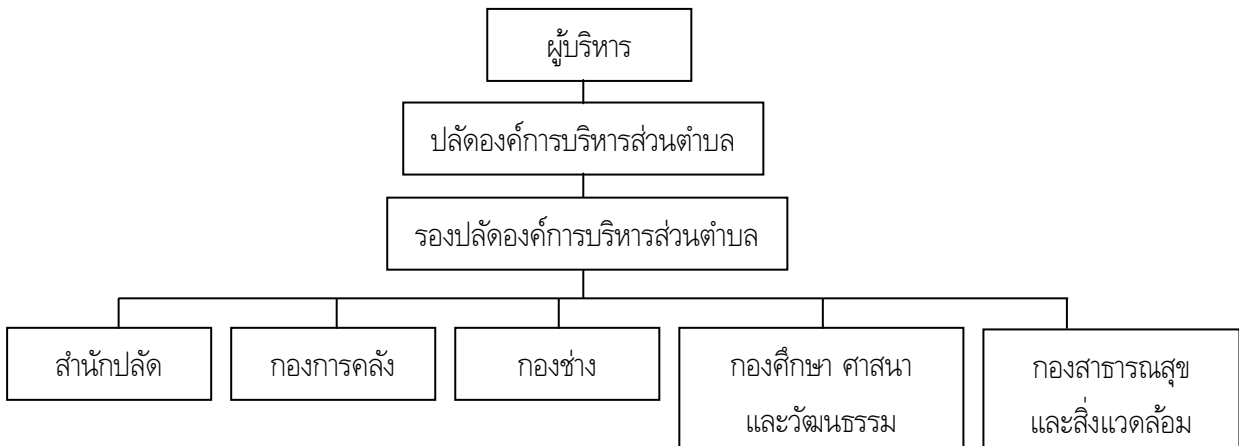 ผู้บริหาร
ปลัดองค์การบริหารส่วนตำบล
รองปลัดองค์การบริหารส่วนตำบล
สำนักปลัด
กองการคลัง
กองช่าง
กองศึกษา ศาสนา
และวัฒนธรรม
กองสาธารณสุข
และสิ่งแวดล้อม